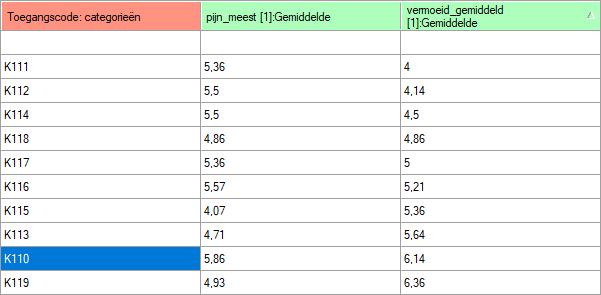 Toegangscode: categorieën pijn_meest [1]:Gemiddelde vermoeid_gemiddeld
[1]:Gemiddelde
K111 5,36 4
K112 5,5 4,14
K114 5,5 4,5
K118 4,86 4,86
K117 5,36 5
K116 5,57 5,21
K115 4,07 5,36
K113 4,71 5,64
K110 5,86 6,14
K119 4,93 6,36